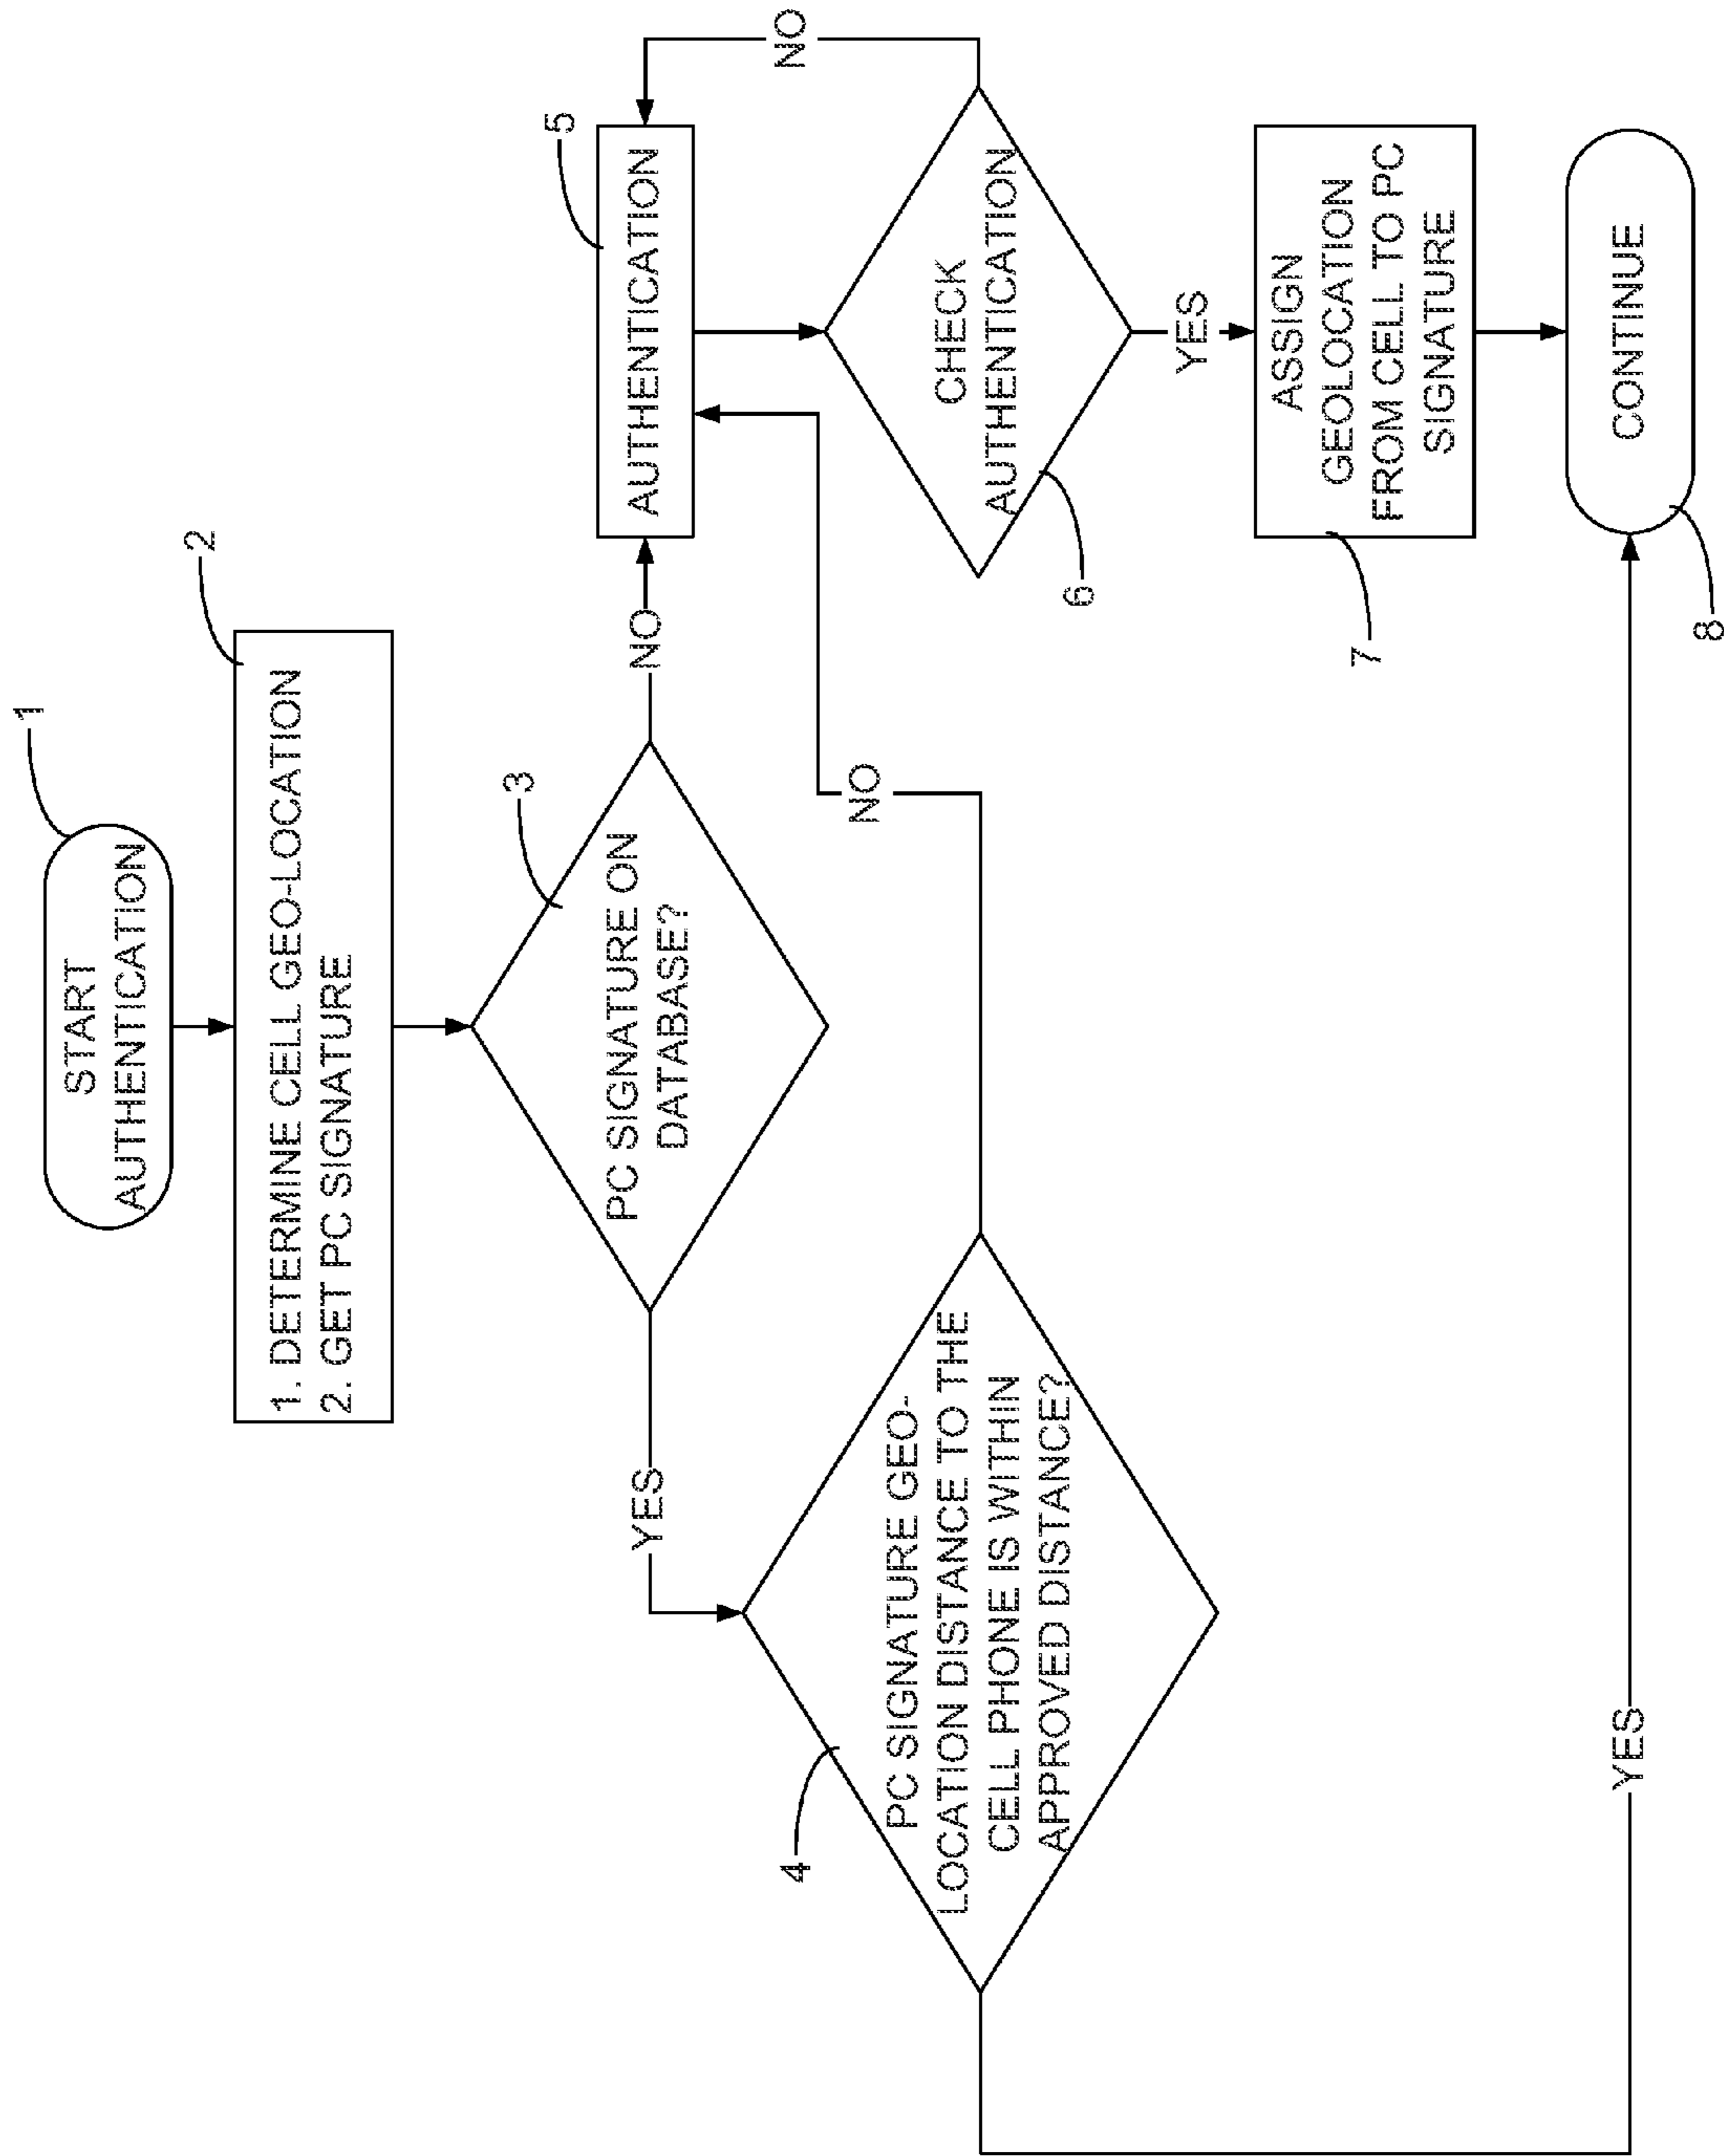 1
START
AUTHENTICATION
2
1. DETERMINE CELL GEO-LOCATION
2. GET PC SIGNATURE
3
PC SIGNATURE ON
DATABASE?
YES
NO
4
PC SIGNATURE GEO-
LOCATION DISTANCE TO THE
CELL PHONE IS WITHIN
APPROVED DISTANCE?
NO
YES
5
AUTHENTICATION
NO
6
CHECK
AUTHENTICATION
YES
7
ASSIGN
GEOLOCATION
FROM CELL TO PC
SIGNATURE
8
CONTINUE